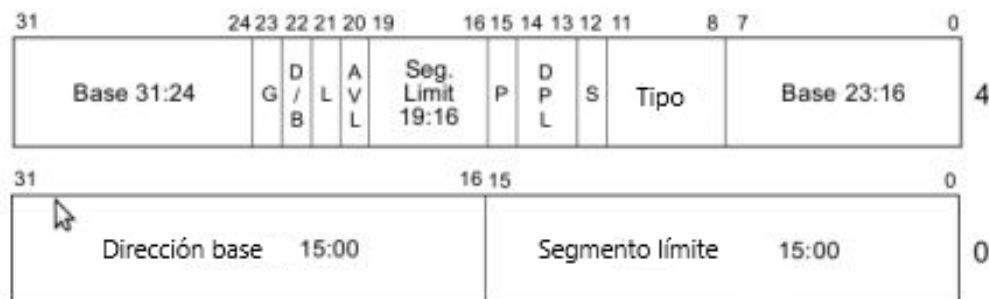 31 24 23 22 21 20 19 16 15 14 13 12 11 8 7 0
Base 31:24 G D / B L A V L Seg. Limit 19:16 P D P L S Tipo Base 23:16 4
31 16 15 0
Dirección base 15:00 Segmento límite 15:00 0